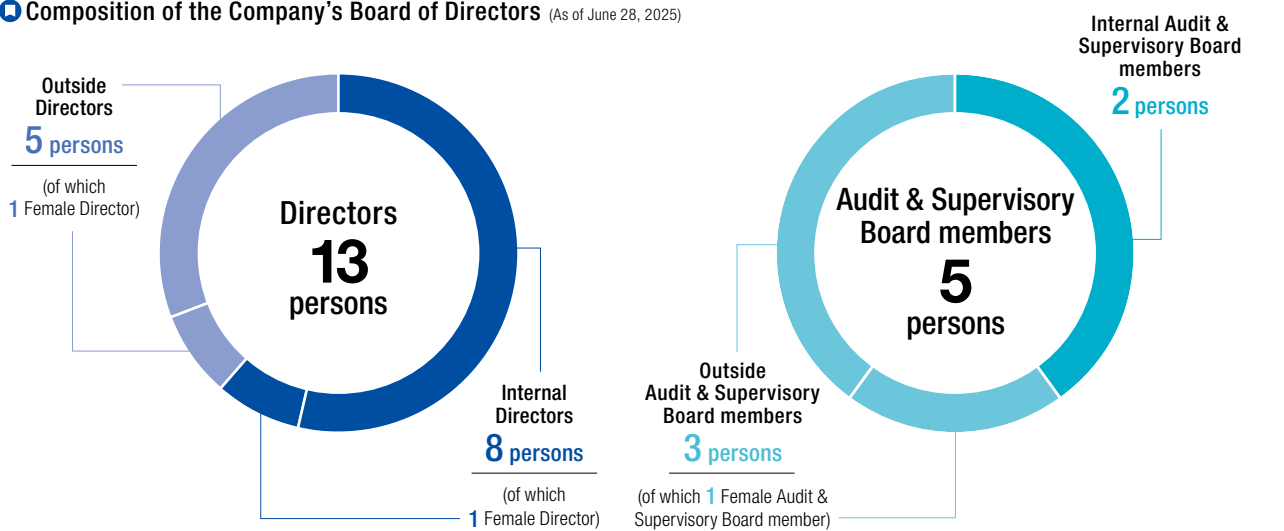 Composition of the Company's Board of Directors (As of June 28, 2025)
Outside
Directors
5 persons
(of which
1 Female Director)
Directors
13
persons
Internal
Directors
8 persons
(of which
1 Female Director)
Internal Audit &
Supervisory Board
members
2 persons
Audit & Supervisory
Board members
5
persons
Outside
Audit & Supervisory
Board members
3 persons
(of which 1 Female Audit &
Supervisory Board member)